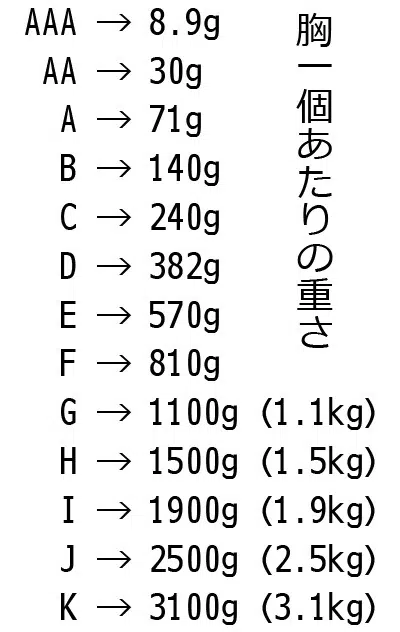 AAA → 8.9g
AA → 30g
A → 71g
B → 140g
C → 240g
D → 382g
E → 570g
F → 810g
G → 1100g (1.1kg)
H → 1500g (1.5kg)
I → 1900g (1.9kg)
J → 2500g (2.5kg)
K → 3100g (3.1kg)
胸一個あたりの重さ